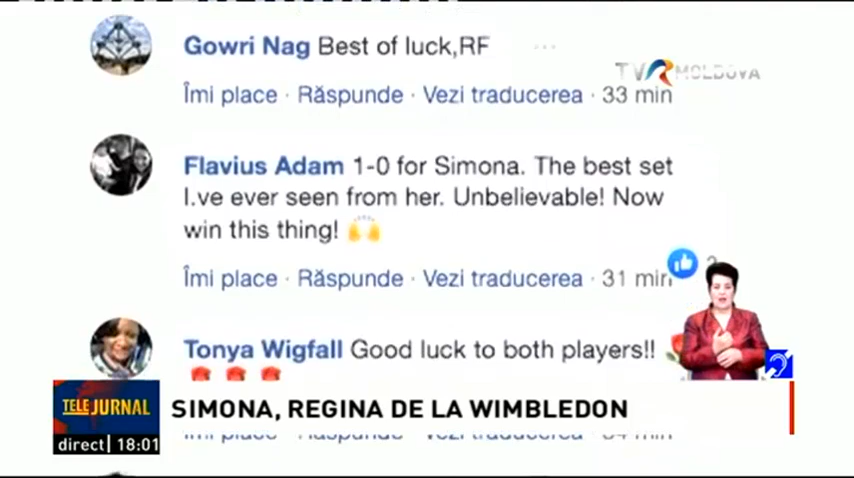 Gowri Nag Best of luck,RF
TVR MOLDOVA
Îmi place · Răspunde · Vezi traducerea · 33 min
Flavius Adam 1-0 for Simona. The best set
I.ve ever seen from her. Unbelievable! Now
win this thing!
Îmi place · Răspunde · Vezi traducerea · 31 min
Tonya Wigfall Good luck to both players!!
TELEJURNAL
SIMONA, REGINA DE LA WIMBLEDON
direct| 18:01